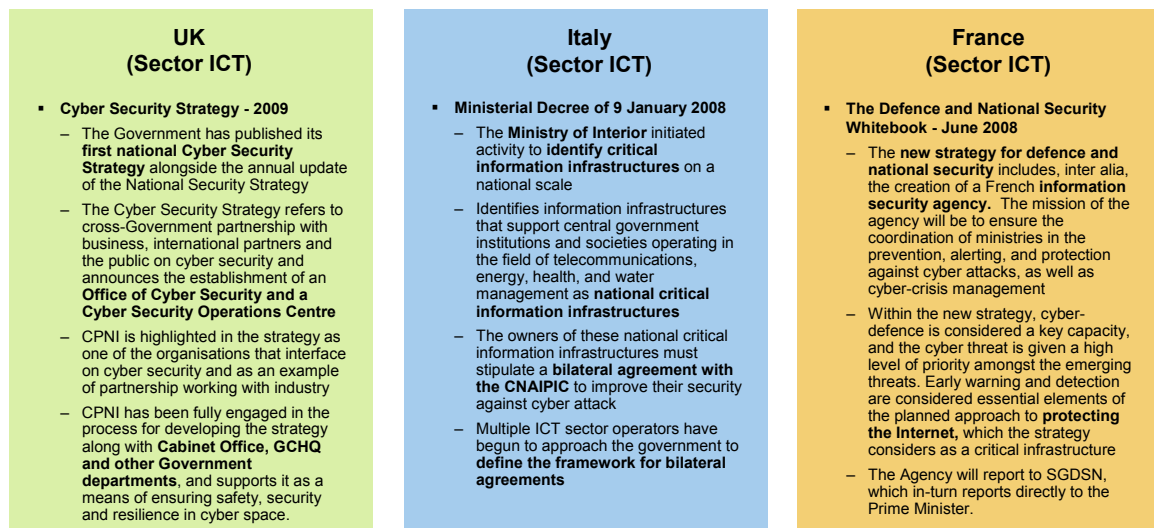 UK
(Sector ICT)
▪ Cyber Security Strategy - 2009
– The Government has published its
first national Cyber Security
Strategy alongside the annual update
of the National Security Strategy
– The Cyber Security Strategy refers to
cross-Government partnership with
business, international partners and
the public on cyber security and
announces the establishment of an
Office of Cyber Security and a
Cyber Security Operations Centre
– CPNI is highlighted in the strategy as
one of the organisations that interface
on cyber security and as an example
of partnership working with industry
– CPNI has been fully engaged in the
process for developing the strategy
along with Cabinet Office, GCHQ
and other Government
departments, and supports it as a
means of ensuring safety, security
and resilience in cyber space.
Italy
(Sector ICT)
▪ Ministerial Decree of 9 January 2008
– The Ministry of Interior initiated
activity to identify critical
information infrastructures on a
national scale
– Identifies information infrastructures
that support central government
institutions and societies operating in
the field of telecommunications,
energy, health, and water
management as national critical
information infrastructures
– The owners of these national critical
information infrastructures must
stipulate a bilateral agreement with
the CNAIPIC to improve their security
against cyber attack
– Multiple ICT sector operators have
begun to approach the government to
define the framework for bilateral
agreements
France
(Sector ICT)
▪ The Defence and National Security
Whitebook - June 2008
– The new strategy for defence and
national security includes, inter alia,
the creation of a French information
security agency. The mission of the
agency will be to ensure the
coordination of ministries in the
prevention, alerting, and protection
against cyber attacks, as well as
cyber-crisis management
– Within the new strategy, cyber-
defence is considered a key capacity,
and the cyber threat is given a high
level of priority amongst the emerging
threats. Early warning and detection
are considered essential elements of
the planned approach to protecting
the Internet, which the strategy
considers as a critical infrastructure
– The Agency will report to SGDSN,
which in-turn reports directly to the
Prime Minister.